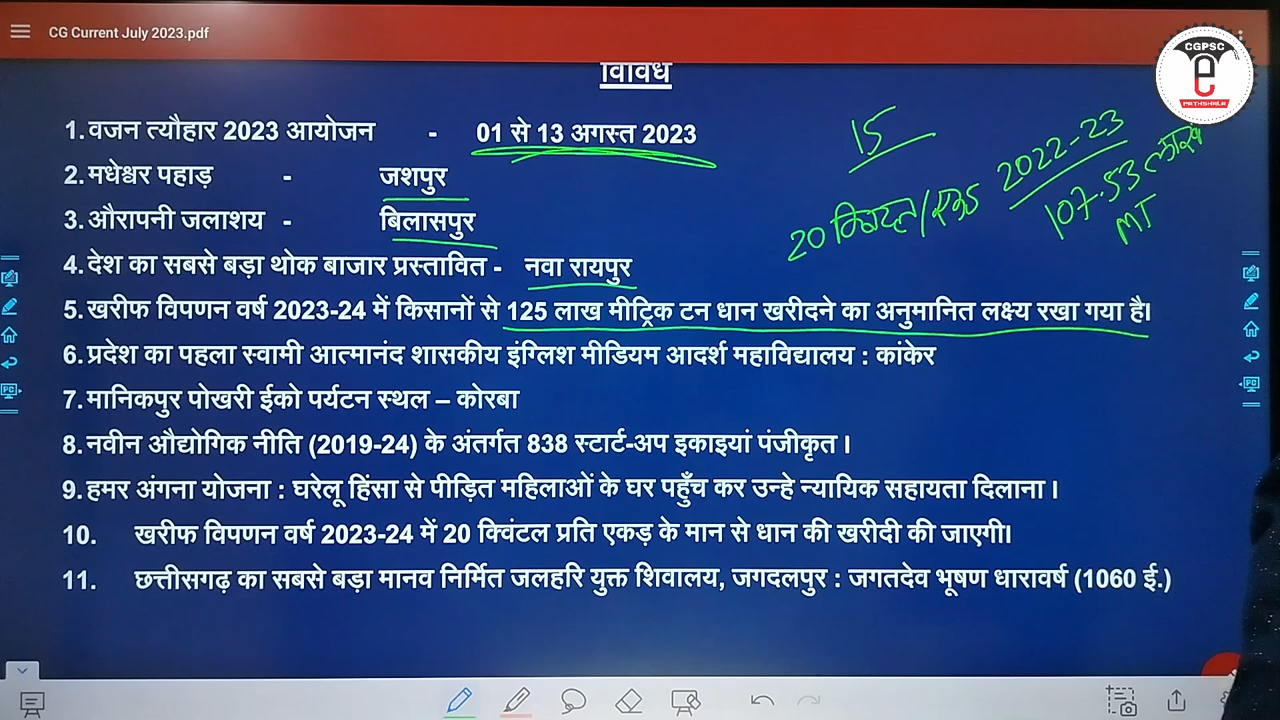 CG Current July 2023.pdf
CGPSC
e
PATHSHALA
विविध
1. वजन त्यौहार 2023 आयोजन - 01 से 13 अगस्त 2023
2. मधेश्वर पहाड़ - जशपुर
3. औरापनी जलाशय - बिलासपुर
4. देश का सबसे बड़ा थोक बाजार प्रस्तावित - नवा रायपुर
5. खरीफ विपणन वर्ष 2023-24 में किसानों से 125 लाख मीट्रिक टन धान खरीदने का अनुमानित लक्ष्य रखा गया है।
6. प्रदेश का पहला स्वामी आत्मानंद शासकीय इंग्लिश मीडियम आदर्श महाविद्यालय : कांकेर
7. मानिकपुर पोखरी ईको पर्यटन स्थल – कोरबा
8. नवीन औद्योगिक नीति (2019-24) के अंतर्गत 838 स्टार्ट-अप इकाइयां पंजीकृत ।
9. हमर अंगना योजना : घरेलू हिंसा से पीड़ित महिलाओं के घर पहुँच कर उन्हे न्यायिक सहायता दिलाना ।
10. खरीफ विपणन वर्ष 2023-24 में 20 क्विंटल प्रति एकड़ के मान से धान की खरीदी की जाएगी।
11. छत्तीसगढ़ का सबसे बड़ा मानव निर्मित जलहरि युक्त शिवालय, जगदलपुर : जगतदेव भूषण धारावर्ष (1060 ई.)
15
20 क्विंटल/एकड
2022-23
107.53 लाख
MT
PC
PC